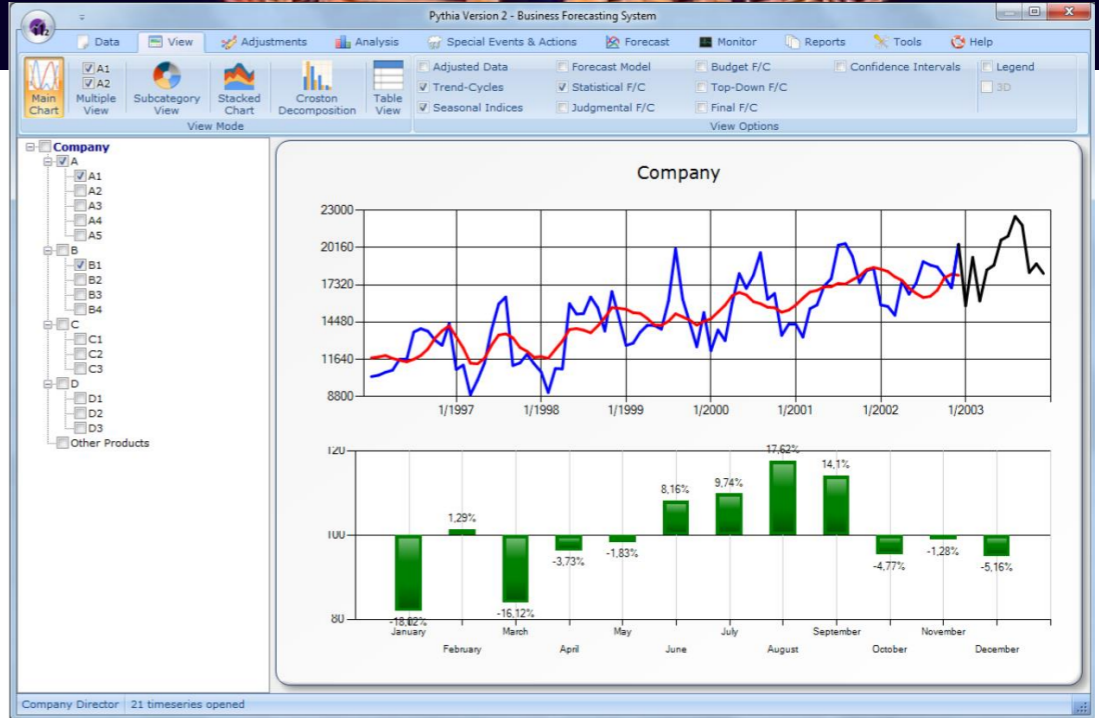 Pythia Version 2 - Business Forecasting System
Data View Adjustments Analysis Special Events & Actions Forecast Monitor Reports Tools Help
Main Chart
A1
A2
Multiple View
Subcategory View
Stacked Chart
Croston Decomposition
Table View
View Mode
Adjusted Data Forecast Model Budget F/C Confidence Intervals Legend
Trend-Cycles Statistical F/C Top-Down F/C 3D
Seasonal Indices Judgmental F/C Final F/C
View Options
Company
A
A1
A2
A3
A4
A5
B
B1
B2
B3
B4
C
C1
C2
C3
D
D1
D2
D3
Other Products
Company
23000
20160
17320
14480
11640
8800
1/1997 1/1998 1/1999 1/2000 1/2001 1/2002 1/2003
120
100
80
-18,02%
1,29%
-16,12%
-3,73%
-1,83%
8,16%
9,74%
17,62%
14,1%
-4,77%
-1,28%
-5,16%
January March May July September November
February April June August October December
Company Director 21 timeseries opened